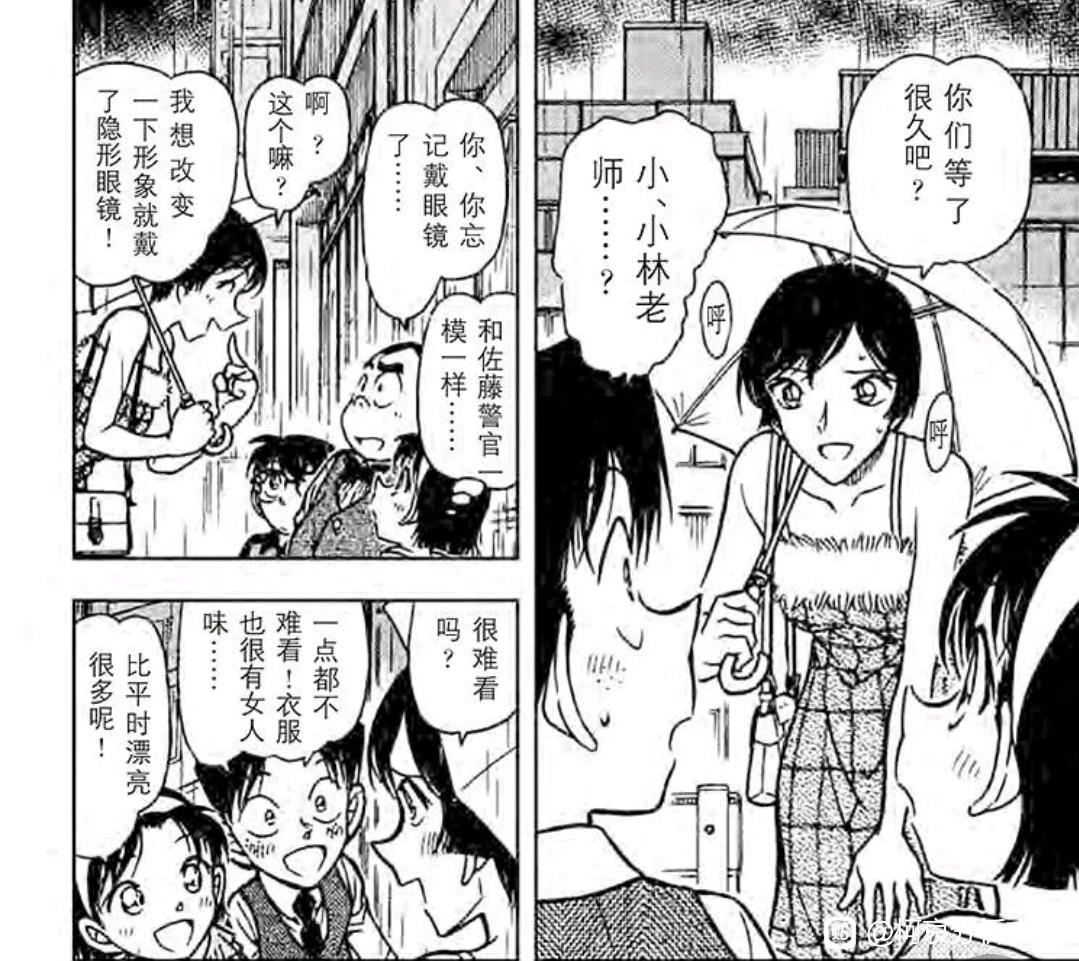 你们等了
很久吧？
小、小林老
师……？
呼
呼
你、你忘
记戴眼镜
了……
啊？
这个嘛？
我想改变
一下形象就戴
了隐形眼镜！
和佐藤警官一
模一样……
很难看
吗？
一点都不
难看！衣服
也很有女人
味……
比平时漂亮
很多呢！